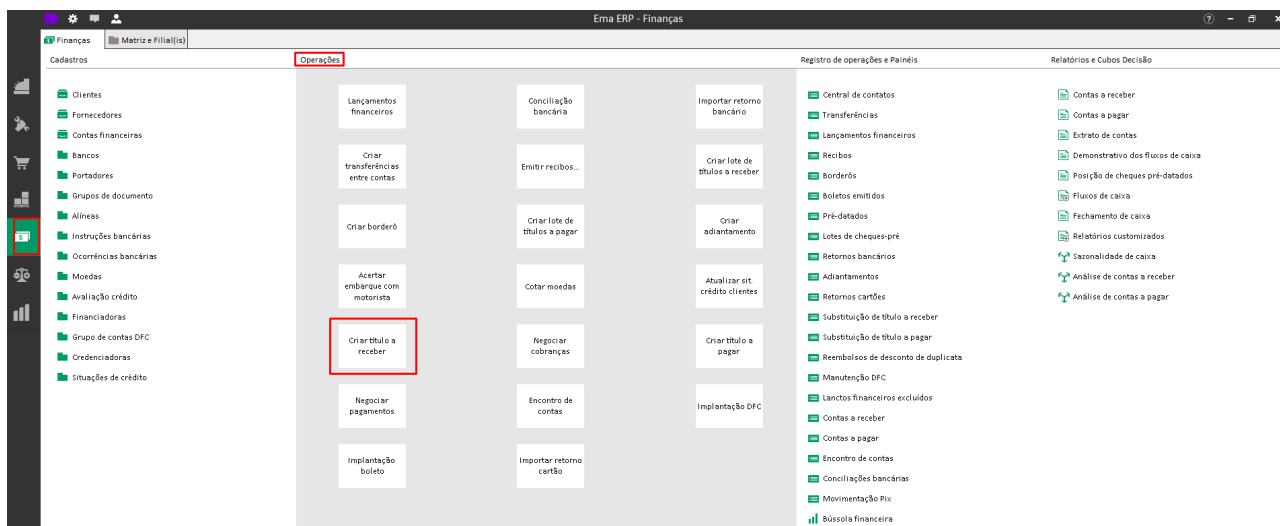 Ema ERP - Finanças
Finanças
Matriz e Filial(is)
Cadastros
Clientes
Fornecedores
Contas financeiras
Bancos
Portadores
Grupos de documento
Alíneas
Instruções bancárias
Ocorrências bancárias
Moedas
Avaliação crédito
Financiadoras
Grupo de contas DFC
Credenciadoras
Situações de crédito
Operações
Lançamentos
financeiros
Conciliação
bancária
Importar retorno
bancário
Criar
transferências
entre contas
Emitir recibos...
Criar lote de
títulos a receber
Criar borderô
Criar lote de
títulos a pagar
Criar
adiantamento
Acertar
embarque com
motorista
Cotar moedas
Atualizar sit.
crédito clientes
Criar título a
receber
Negociar
cobranças
Criar título a
pagar
Negociar
pagamentos
Encontro de
contas
Implantação DFC
Implantação
boleto
Importar retorno
cartão
Registro de operações e Painéis
Central de contatos
Transferências
Lançamentos financeiros
Recibos
Borderôs
Boletos emitidos
Pré-datados
Lotes de cheques-pré
Retornos bancários
Adiantamentos
Retornos cartões
Substituição de título a receber
Substituição de título a pagar
Reembolsos de desconto de duplicata
Manutenção DFC
Lanctos financeiros excluídos
Contas a receber
Contas a pagar
Encontro de contas
Conciliações bancárias
Movimentação Pix
Bússola financeira
Relatórios e Cubos Decisão
Contas a receber
Contas a pagar
Extrato de contas
Demonstrativo dos fluxos de caixa
Posição de cheques pré-datados
Fluxos de caixa
Fechamento de caixa
Relatórios customizados
Sazonalidade de caixa
Análise de contas a receber
Análise de contas a pagar